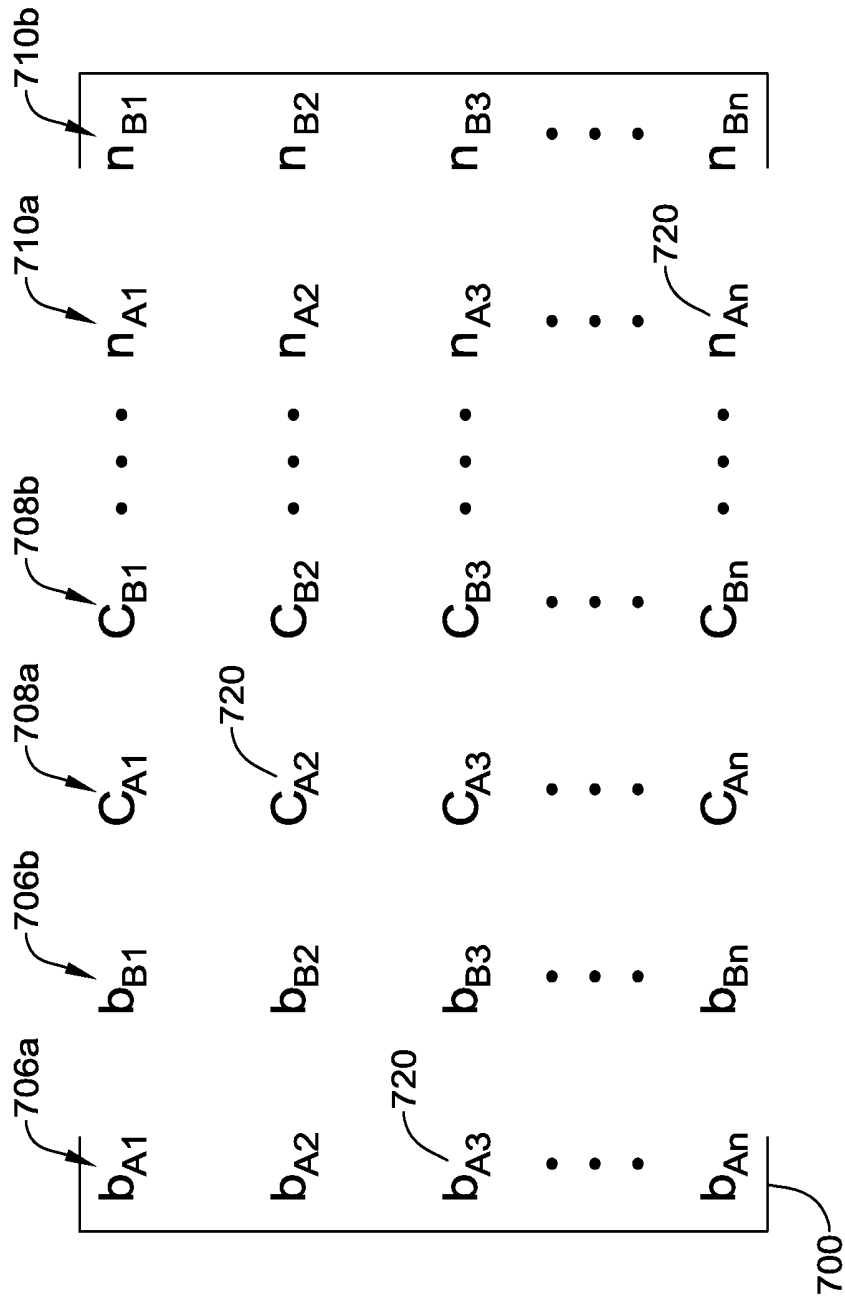 706a 706b 708a 708b 710a 710b
bA1 bB1 CA1 CB1 • • • nA1 nB1
720
bA2 bB2 CA2 CB2 • • • nA2 nB2
720
bA3 bB3 CA3 CB3 • • • nA3 nB3
720
bAn bBn CAn CBn • • • nAn nBn
700